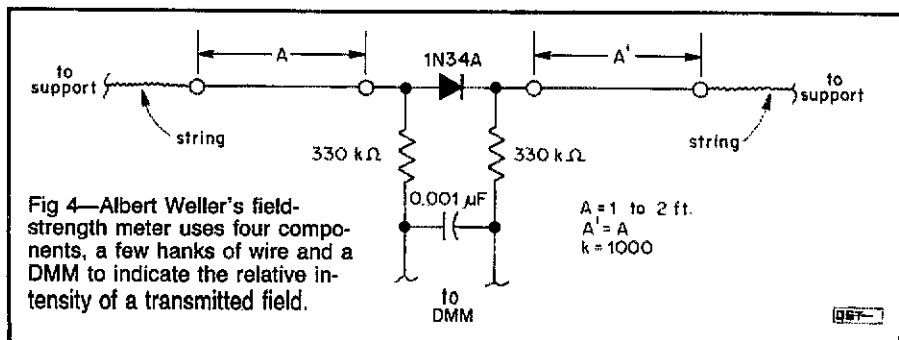 A
1N34A
A'
to
support
to
support
string
string
330 kΩ
330 kΩ
0.001 µF
Fig 4—Albert Weller's field-
strength meter uses four compo-
nents, a few hanks of wire and a
DMM to indicate the relative in-
tensity of a transmitted field.
A = 1 to 2 ft.
A' = A
k = 1000
to
DMM